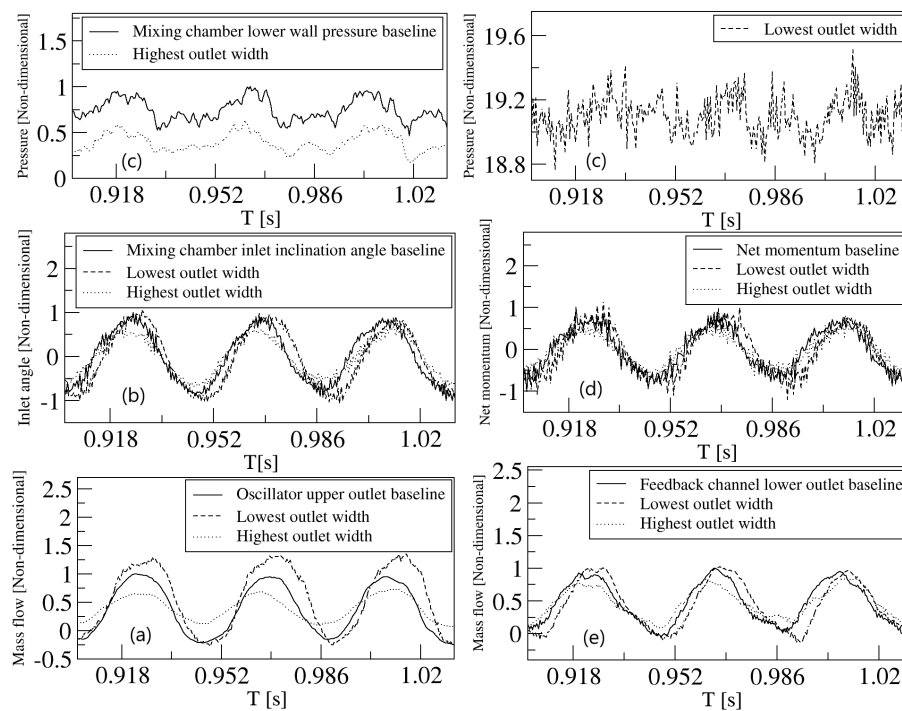 Mixing chamber lower wall pressure baseline
Highest outlet width
Pressure [Non-dimensional]
1.5
1
0.5
0
(c)
0.918 0.952 0.986 1.02
T [s]
Lowest outlet width
Pressure [Non-dimensional]
19.6
19.2
18.8
(c)
0.918 0.952 0.986 1.02
T [s]
Mixing chamber inlet inclination angle baseline
Lowest outlet width
Highest outlet width
Inlet angle [Non-dimensional]
2
1
0
-1
(b)
0.918 0.952 0.986 1.02
T[s]
Net momentum baseline
Lowest outlet width
Highest outlet width
Net momentum [Non-dimensional]
2
1
0
-1
(d)
0.918 0.952 0.986 1.02
T [s]
Oscillator upper outlet baseline
Lowest outlet width
Highest outlet width
Mass flow [Non-dimensional]
2.5
2
1.5
1
0.5
0
-0.5
(a)
0.918 0.952 0.986 1.02
T [s]
Feedback channel lower outlet baseline
Lowest outlet width
Highest outlet width
Mass flow [Non-dimensional]
2.5
2
1.5
1
0.5
0
(e)
0.918 0.952 0.986 1.02
T [s]